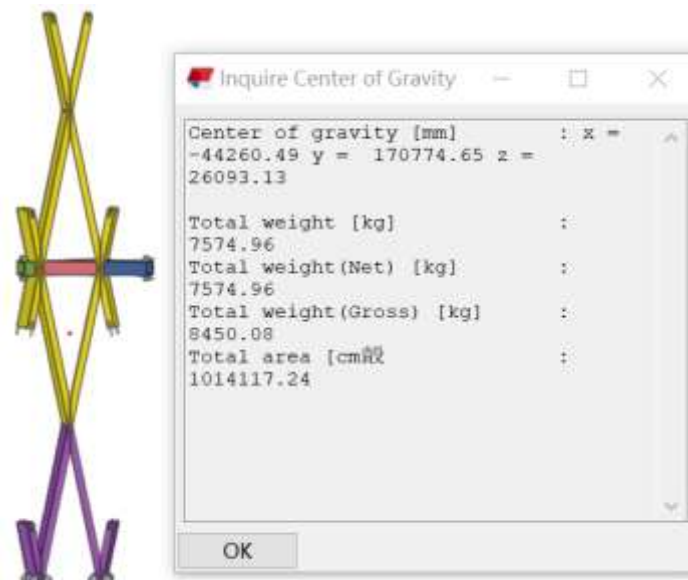 Inquire Center of Gravity
Center of gravity [mm] : x =
-44260.49 y = 170774.65 z =
26093.13
Total weight [kg] :
7574.96
Total weight(Net) [kg] :
7574.96
Total weight(Gross) [kg] :
8450.08
Total area [cm㱿 :
1014117.24
OK